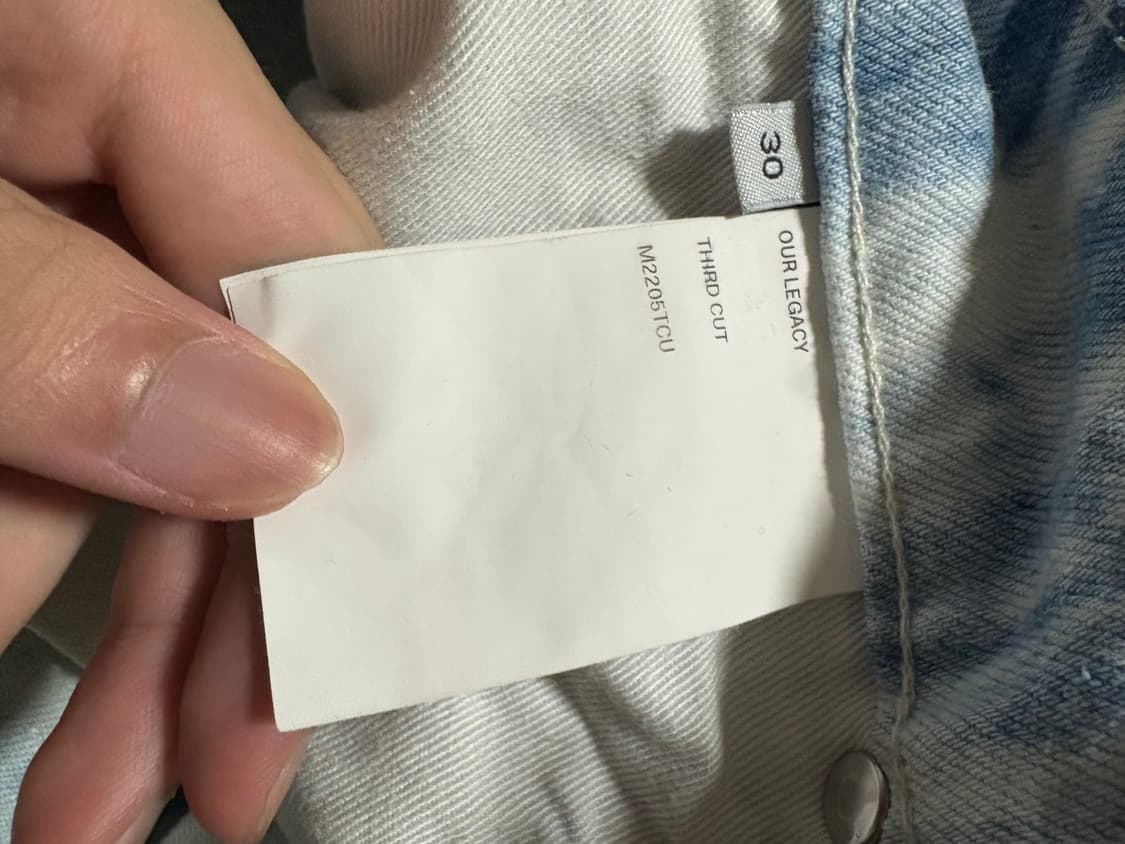 30
OUR LEGACY
THIRD CUT
M2205TCU